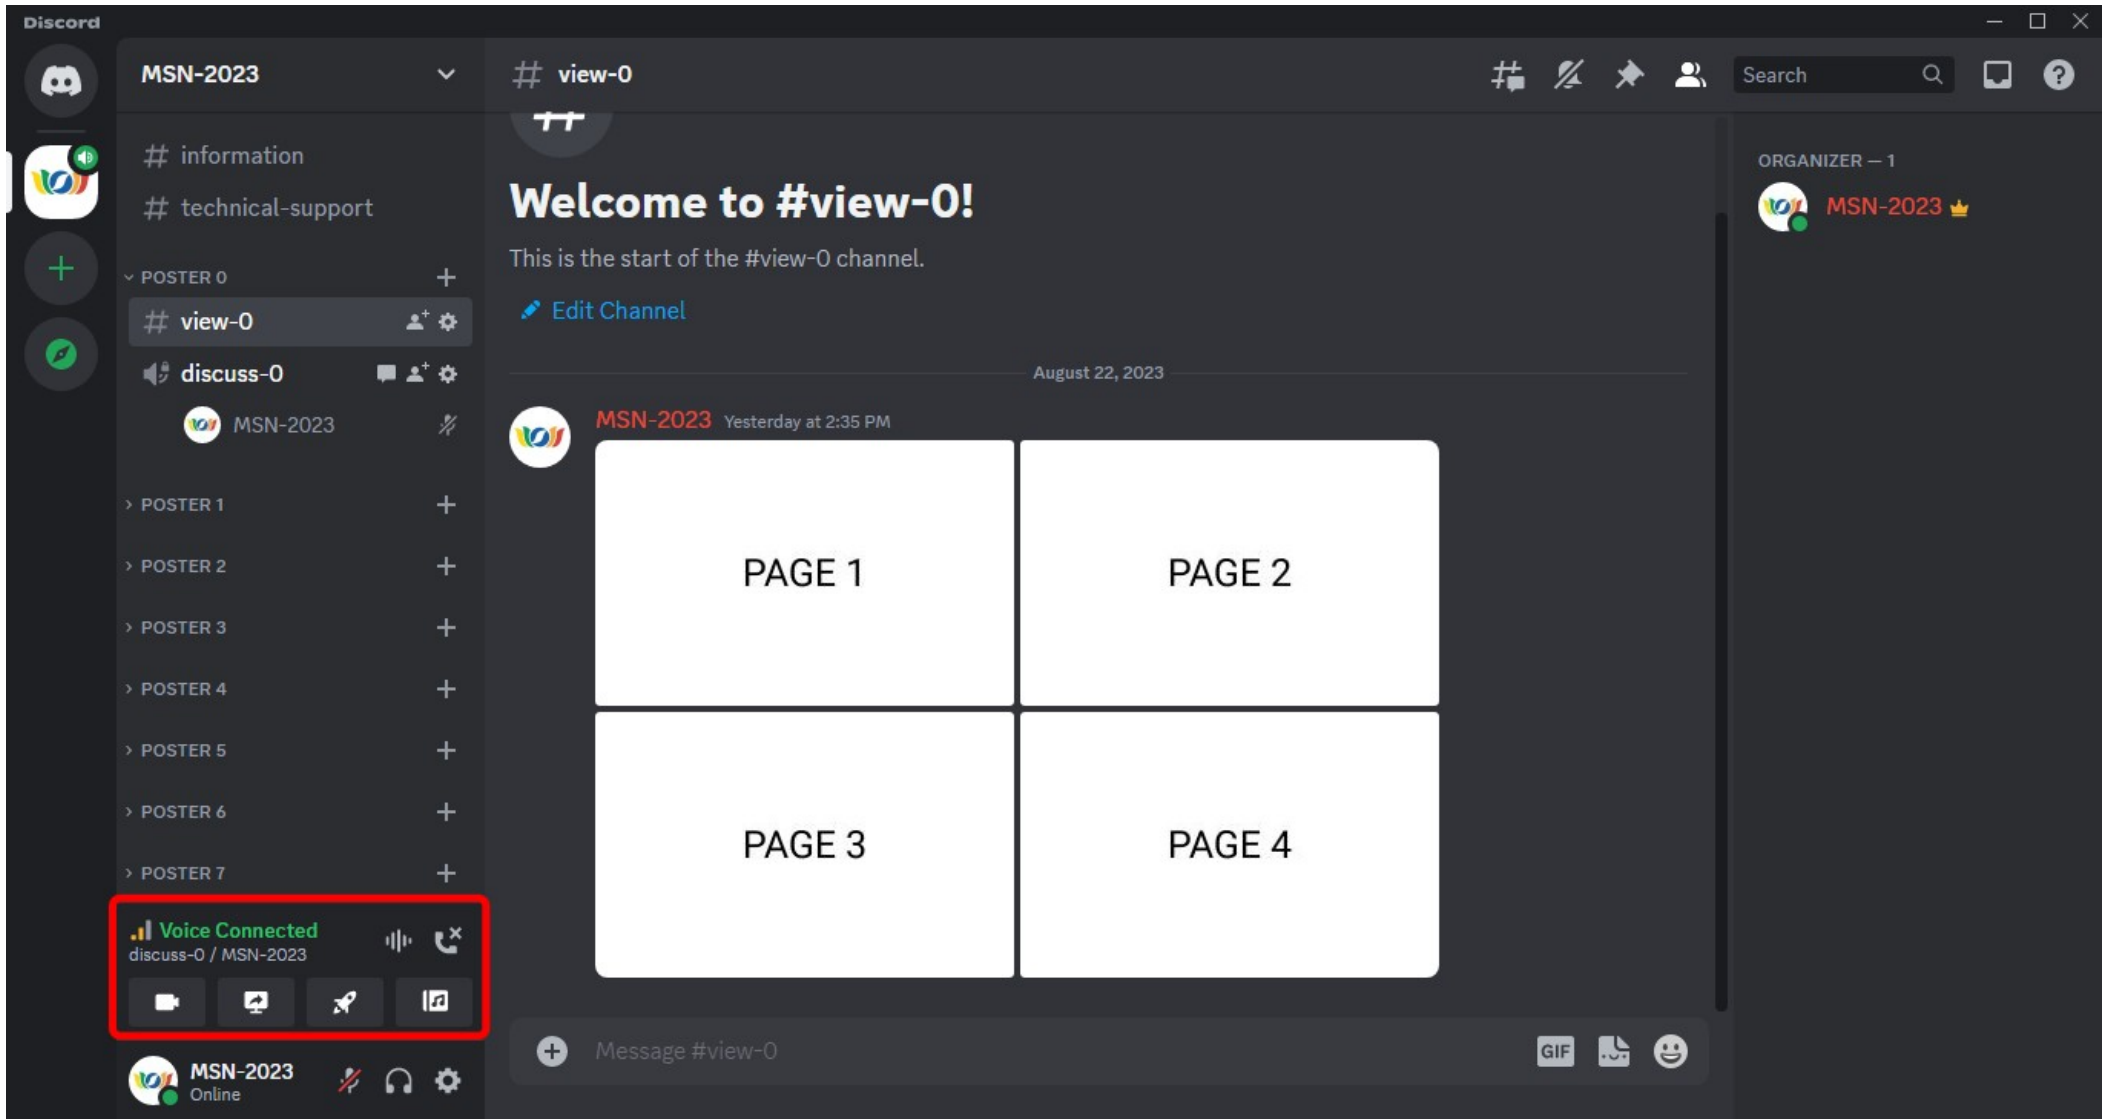 Discord
MSN-2023
information
technical-support
POSTER 0
view-0
discuss-0
MSN-2023
POSTER 1
POSTER 2
POSTER 3
POSTER 4
POSTER 5
POSTER 6
POSTER 7
Voice Connected
discuss-0 / MSN-2023
MSN-2023
Online
# view-0
Search
Welcome to #view-0!
This is the start of the #view-0 channel.
Edit Channel
August 22, 2023
MSN-2023 Yesterday at 2:35 PM
PAGE 1
PAGE 2
PAGE 3
PAGE 4
Message #view-0
GIF
ORGANIZER — 1
MSN-2023